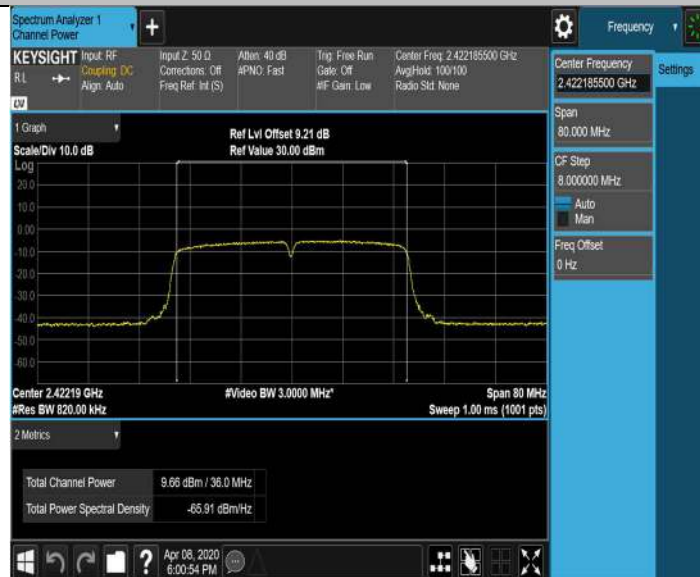 Spectrum Analyzer 1
Channel Power
Frequency
KEYSIGHT
Input: RF
Coupling: DC
Align: Auto
Input Z: 50 Ω
Corrections: Off
Freq Ref: Int (S)
Atten: 40 dB
#PNO: Fast
Trig: Free Run
Gate: Off
#IF Gain: Low
Center Freq: 2.422185500 GHz
Avg|Hold: 100/100
Radio Std: None
Center Frequency
2.422185500 GHz
Settings
Span
80.000 MHz
CF Step
8.000000 MHz
Auto
Man
Freq Offset
0 Hz
1 Graph
Scale/Div 10.0 dB
Ref Lvl Offset 9.21 dB
Ref Value 30.00 dBm
Log
20.0
10.0
0.00
-10.0
-20.0
-30.0
-40.0
-50.0
-60.0
Center 2.42219 GHz
#Video BW 3.0000 MHz*
Span 80 MHz
#Res BW 820.00 kHz
Sweep 1.00 ms (1001 pts)
2 Metrics
Total Channel Power 9.66 dBm / 36.0 MHz
Total Power Spectral Density -65.91 dBm/Hz
?
Apr 08, 2020
6:00:54 PM